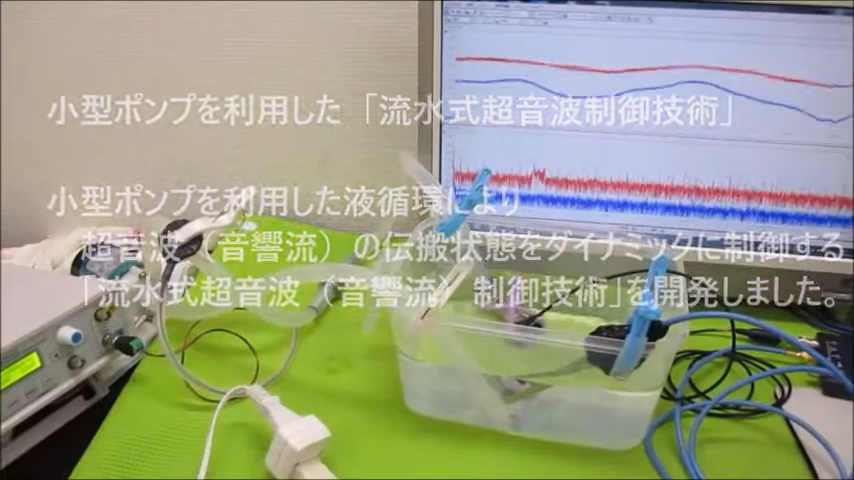 小型ポンプを利用した「流水式超音波制御技術」
小型ポンプを利用した液循環により
超音波（音響流）の伝搬状態をダイナミックに制御する
「流水式超音波（音響流）制御技術」を開発しました。